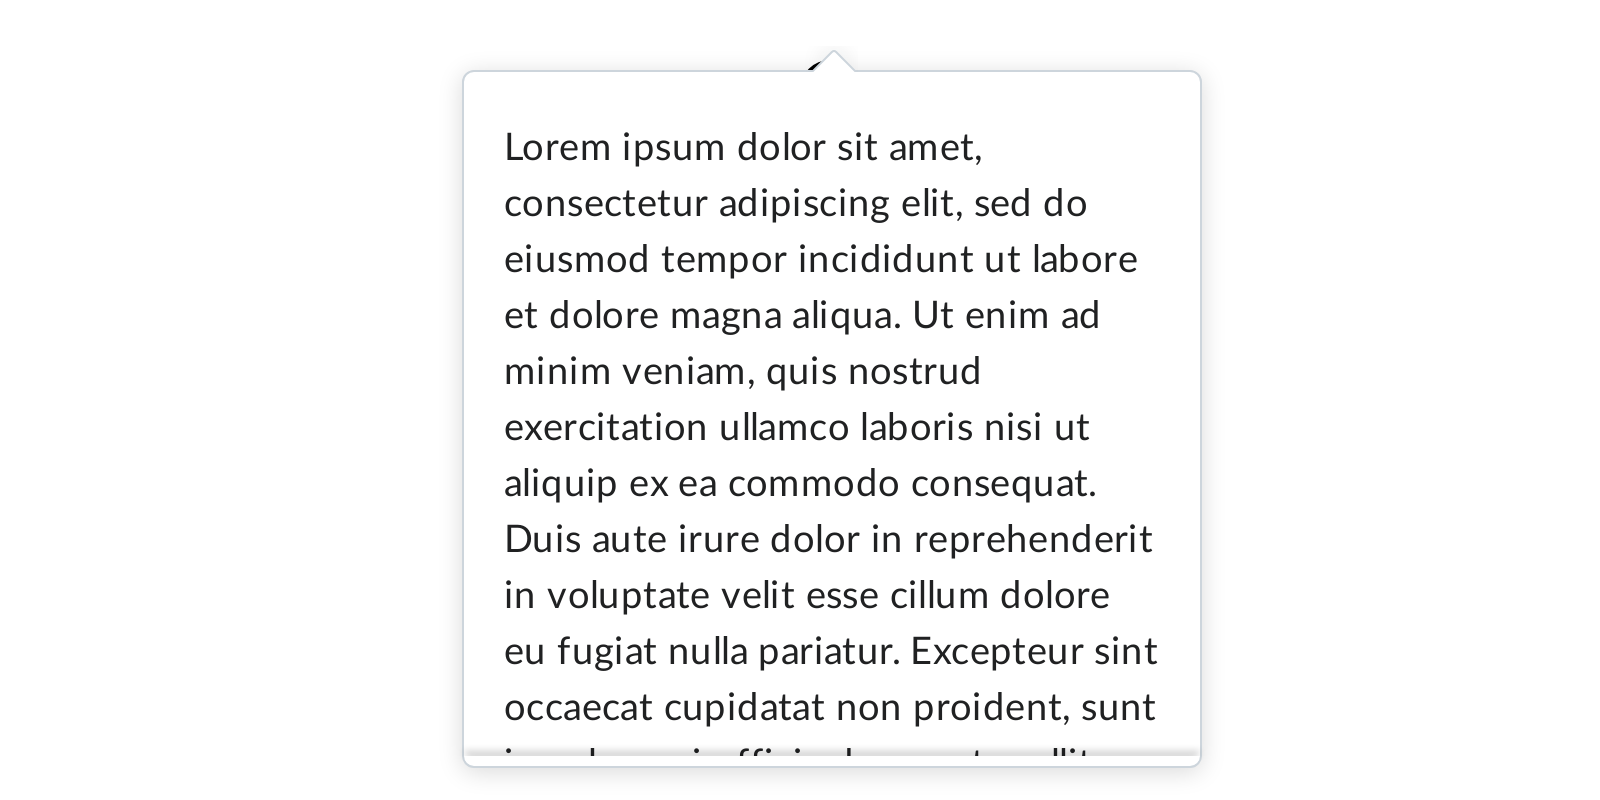 Lorem ipsum dolor sit amet,
consectetur adipiscing elit, sed do
eiusmod tempor incididunt ut labore
et dolore magna aliqua. Ut enim ad
minim veniam, quis nostrud
exercitation ullamco laboris nisi ut
aliquip ex ea commodo consequat.
Duis aute irure dolor in reprehenderit
in voluptate velit esse cillum dolore
eu fugiat nulla pariatur. Excepteur sint
occaecat cupidatat non proident, sunt